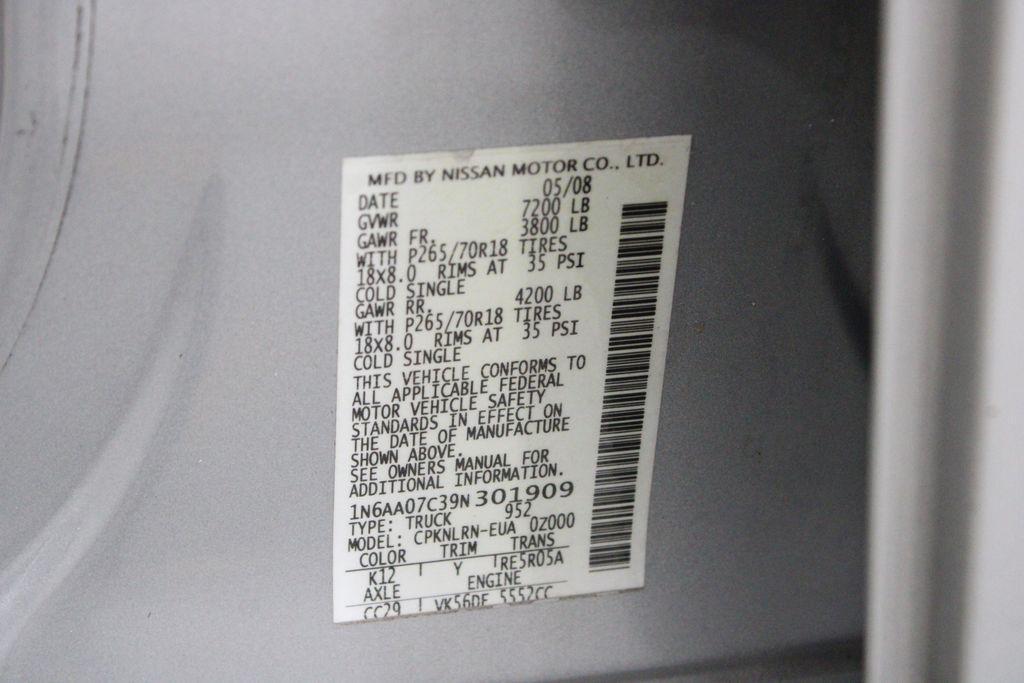 MFD BY NISSAN MOTOR CO., LTD.
DATE 05/08
GVWR 7200 LB
GAWR FR. 3800 LB
WITH P265/70R18 TIRES
18x8.0 RIMS AT 35 PSI
COLD SINGLE
GAWR RR. 4200 LB
WITH P265/70R18 TIRES
18x8.0 RIMS AT 35 PSI
COLD SINGLE
THIS VEHICLE CONFORMS TO
ALL APPLICABLE FEDERAL
MOTOR VEHICLE SAFETY
STANDARDS IN EFFECT ON
THE DATE OF MANUFACTURE
SHOWN ABOVE.
SEE OWNERS MANUAL FOR
ADDITIONAL INFORMATION.
1N6AA07C39N301909
TYPE: TRUCK 952
MODEL: CPKNLRN-EUA 0Z000
COLOR TRIM TRANS
K12 Y RE5R05A
AXLE ENGINE
CC29 VK56DE 5552CC